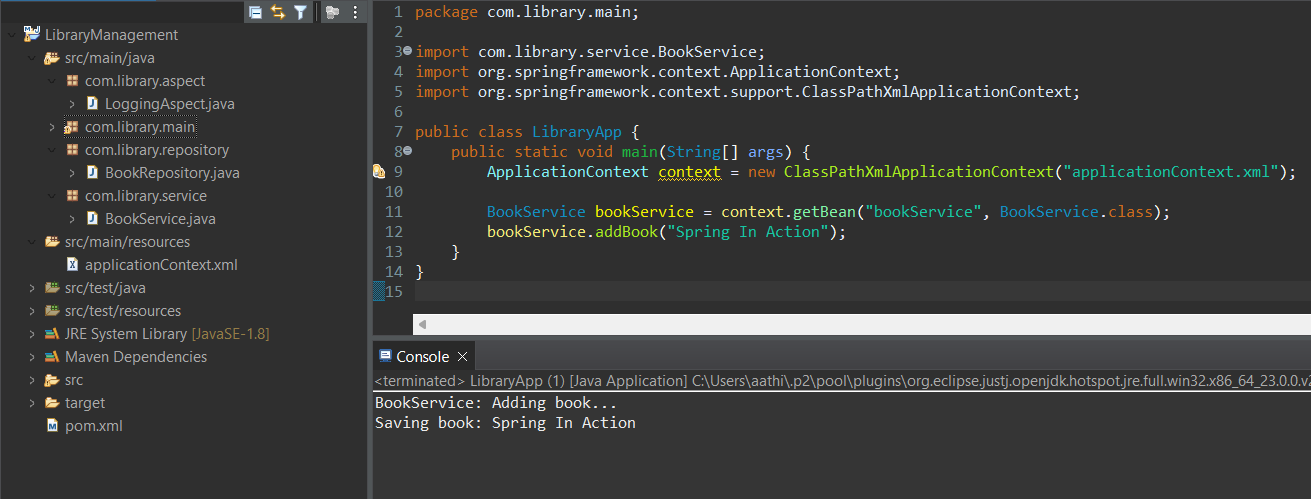 LibraryManagement
src/main/java
com.library.aspect
LoggingAspect.java
com.library.main
com.library.repository
BookRepository.java
com.library.service
BookService.java
src/main/resources
applicationContext.xml
src/test/java
src/test/resources
JRE System Library [JavaSE-1.8]
Maven Dependencies
src
target
pom.xml
1 package com.library.main;
2
3 import com.library.service.BookService;
4 import org.springframework.context.ApplicationContext;
5 import org.springframework.context.support.ClassPathXmlApplicationContext;
6
7 public class LibraryApp {
8     public static void main(String[] args) {
9         ApplicationContext context = new ClassPathXmlApplicationContext("applicationContext.xml");
10
11         BookService bookService = context.getBean("bookService", BookService.class);
12         bookService.addBook("Spring In Action");
13     }
14 }
15
Console
<terminated> LibraryApp (1) [Java Application] C:\Users\aathi\.p2\pool\plugins\org.eclipse.justj.openjdk.hotspot.jre.full.win32.x86_64_23.0.0.v2
BookService: Adding book...
Saving book: Spring In Action